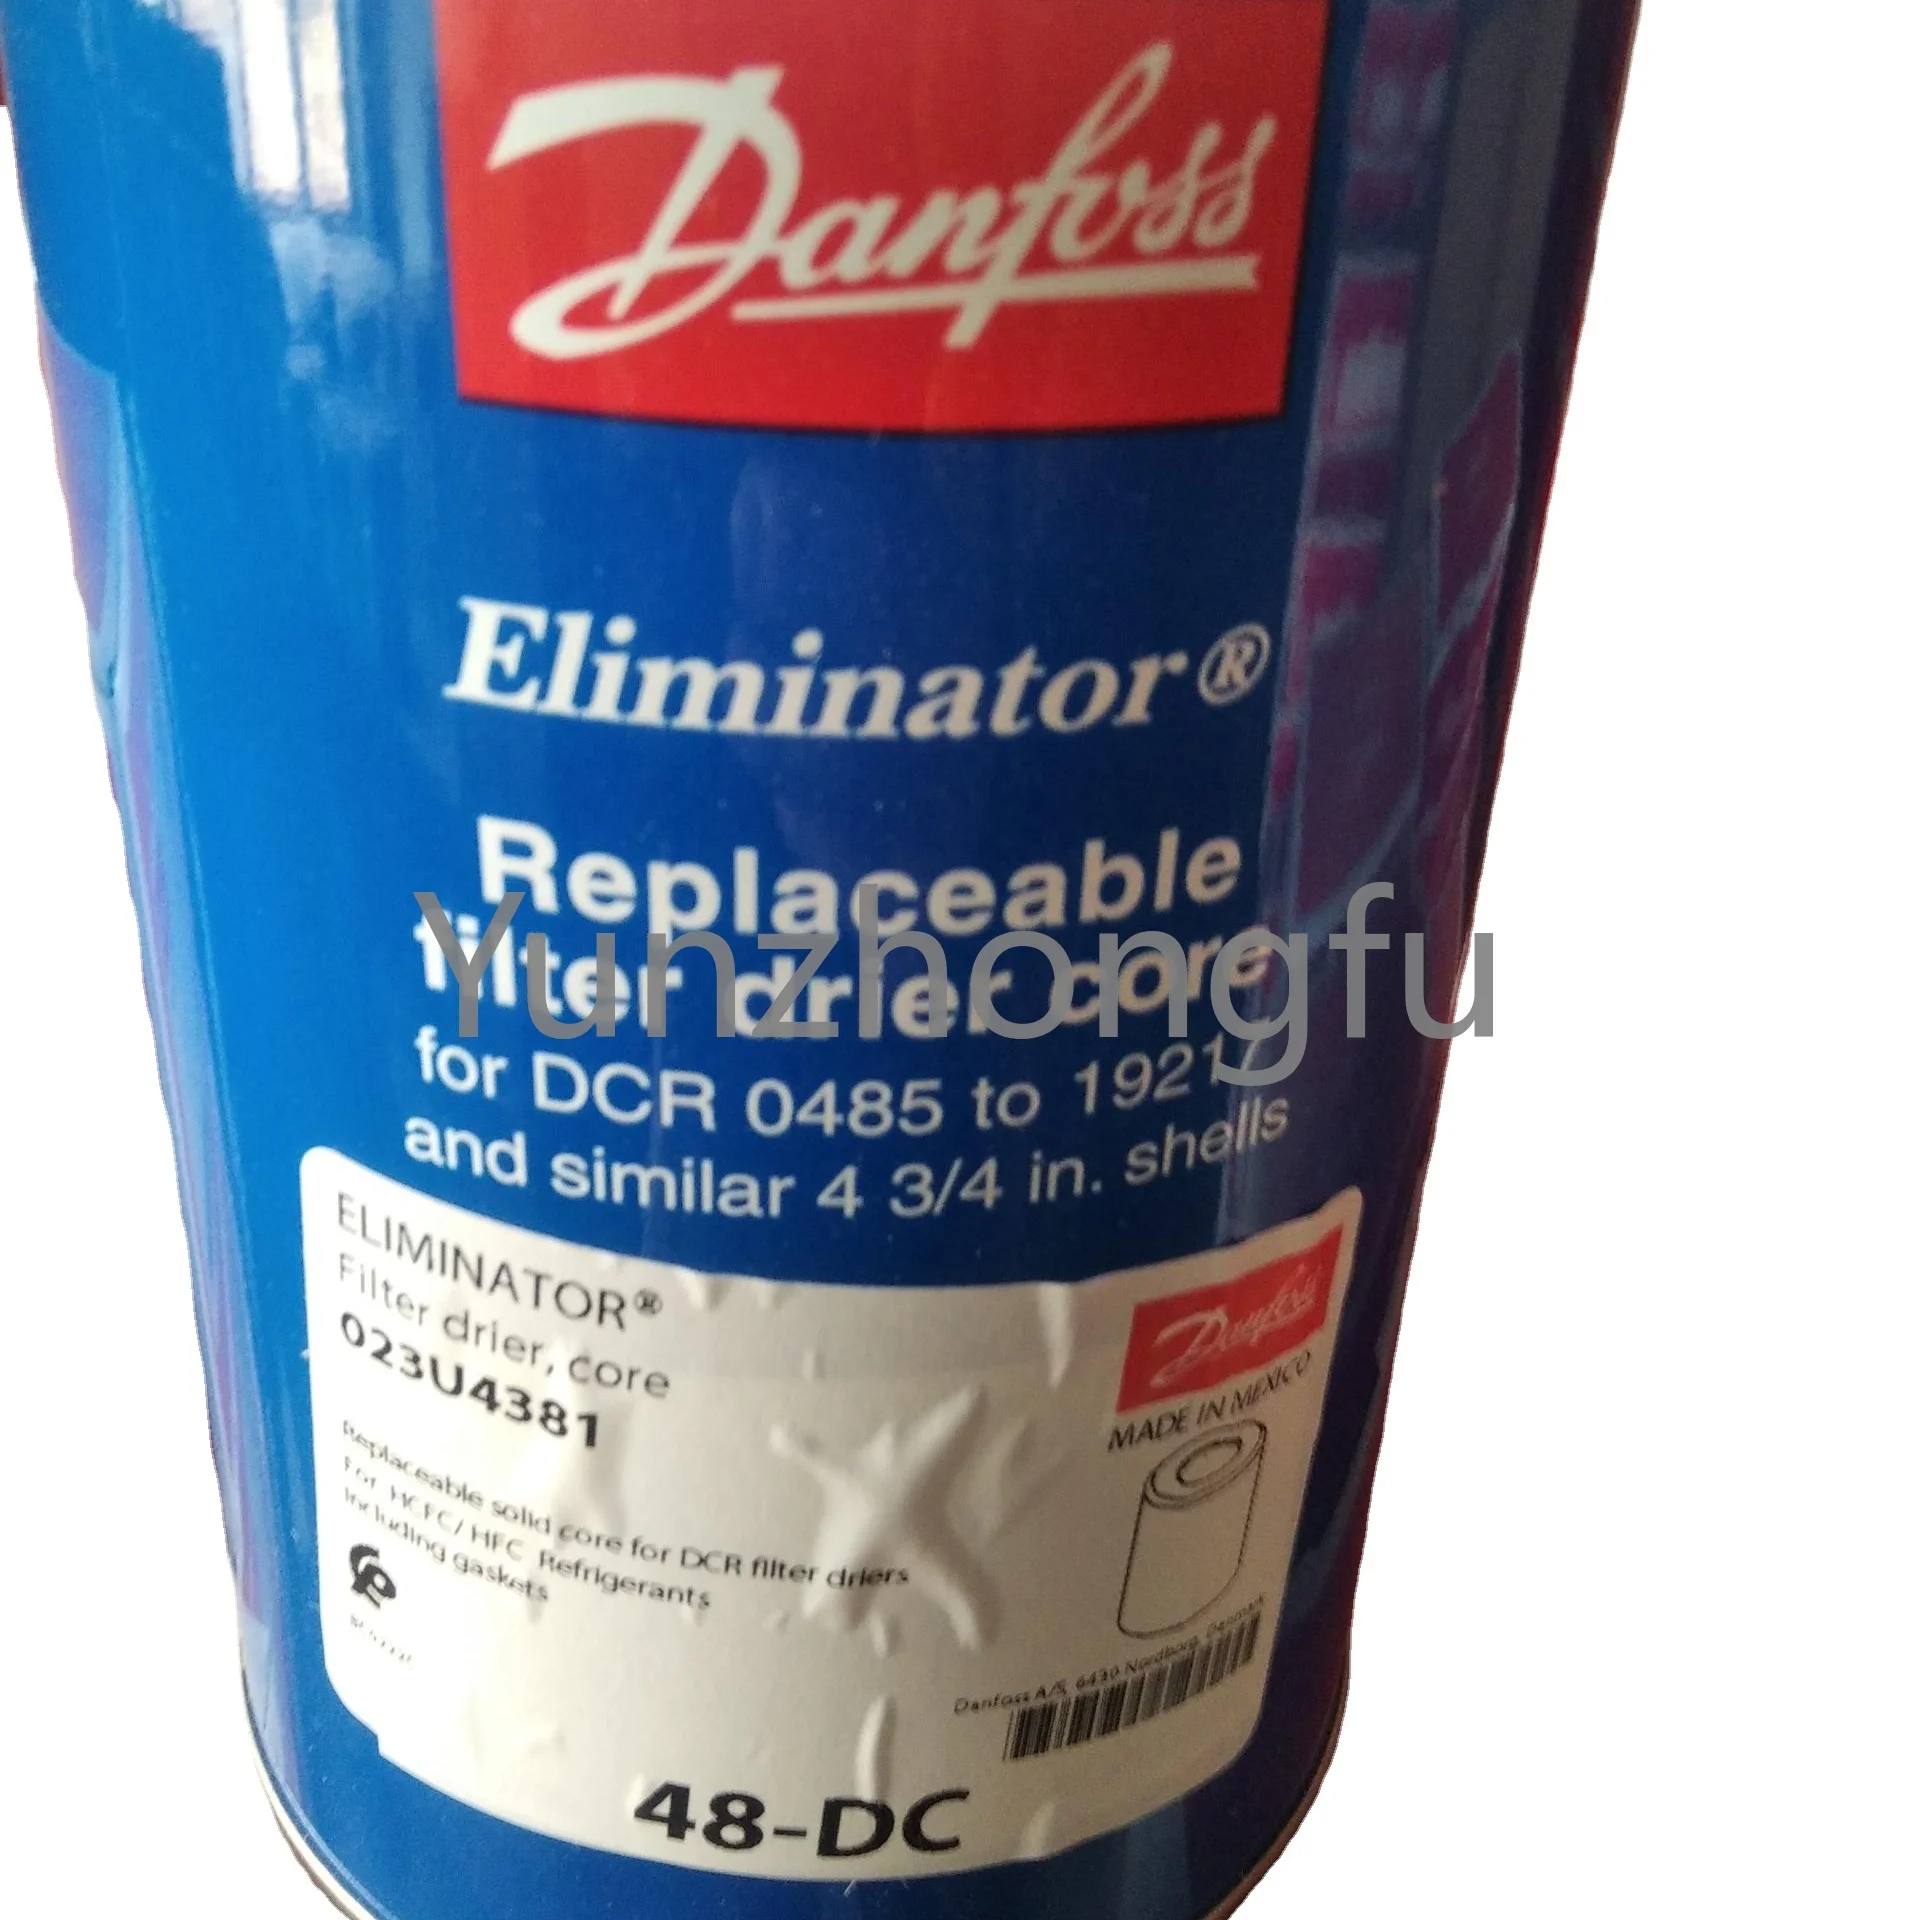 Danfoss
Eliminator®
Replaceable
filter drier core
for DCR 0485 to 19217
and similar 4 3/4 in. shells
Yunzhongfu
ELIMINATOR®
Filter drier, core
023U4381
Replaceable solid core for DCR filter driers
For HCFC/ HFC Refrigerants
Including gaskets
Danfoss
MADE IN MEXICO
Danfoss A/S, 6430 Nordborg, Denmark
48-DC